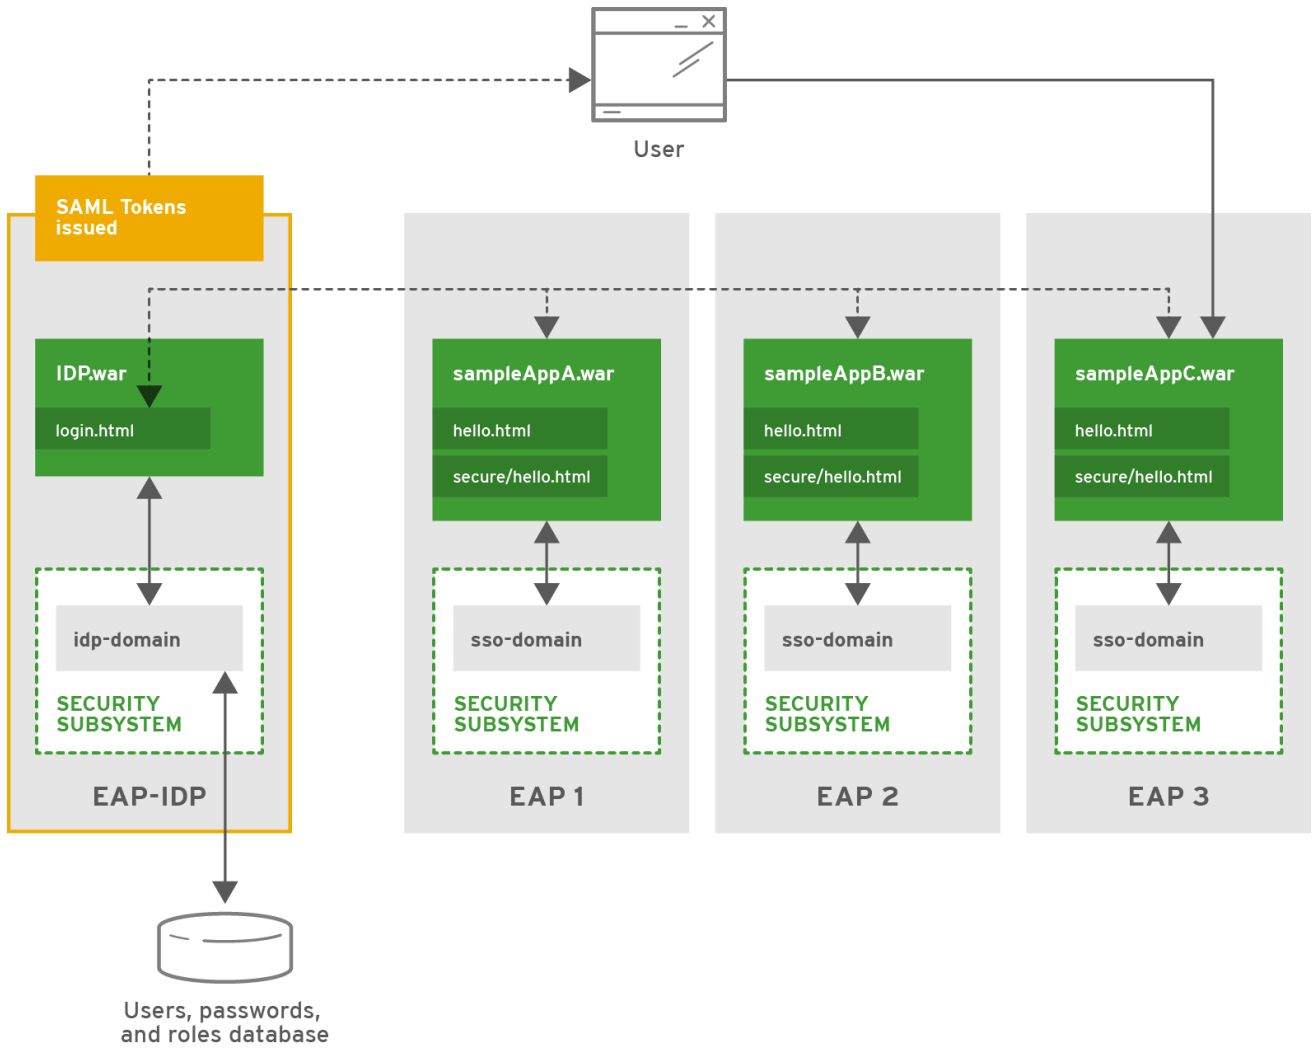 User
SAML Tokens
issued
IDP.war
login.html
idp-domain
SECURITY
SUBSYSTEM
EAP-IDP
sampleAppA.war
hello.html
secure/hello.html
sso-domain
SECURITY
SUBSYSTEM
EAP 1
sampleAppB.war
hello.html
secure/hello.html
sso-domain
SECURITY
SUBSYSTEM
EAP 2
sampleAppC.war
hello.html
secure/hello.html
sso-domain
SECURITY
SUBSYSTEM
EAP 3
Users, passwords,
and roles database